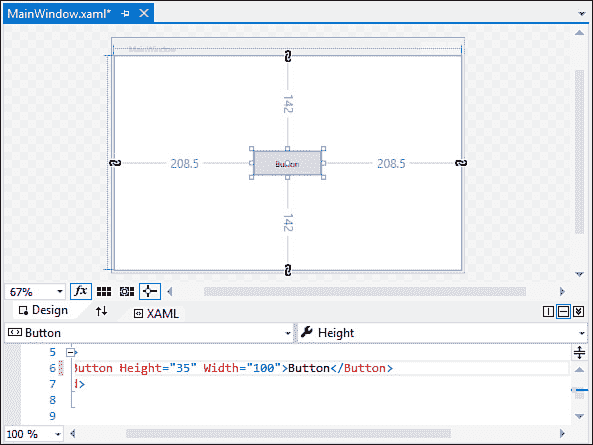 MainWindow.xaml*
MainWindow
142
208.5
Button
208.5
142
67%
fx
Design
XAML
Button
Height
5 >
6 Button Height="35" Width="100">Button</Button>
7 d>
8
9
100 %